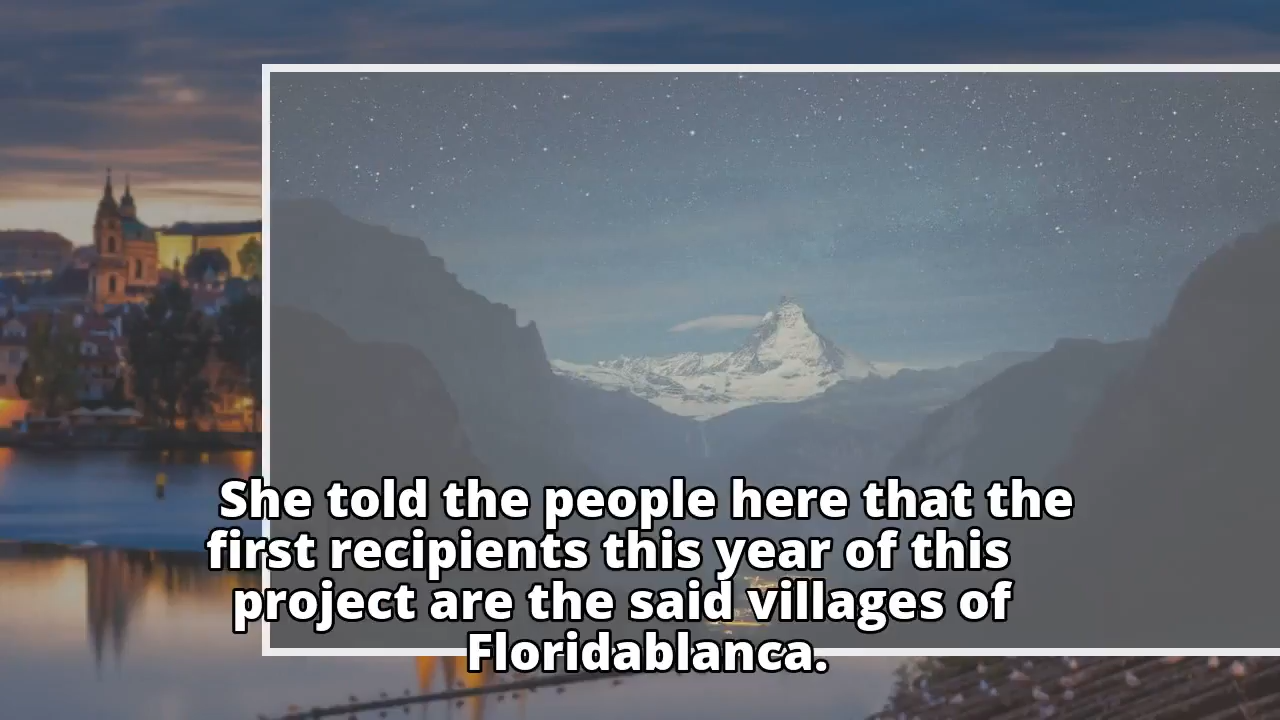 She told the people here that the
first recipients this year of this
project are the said villages of
Floridablanca.